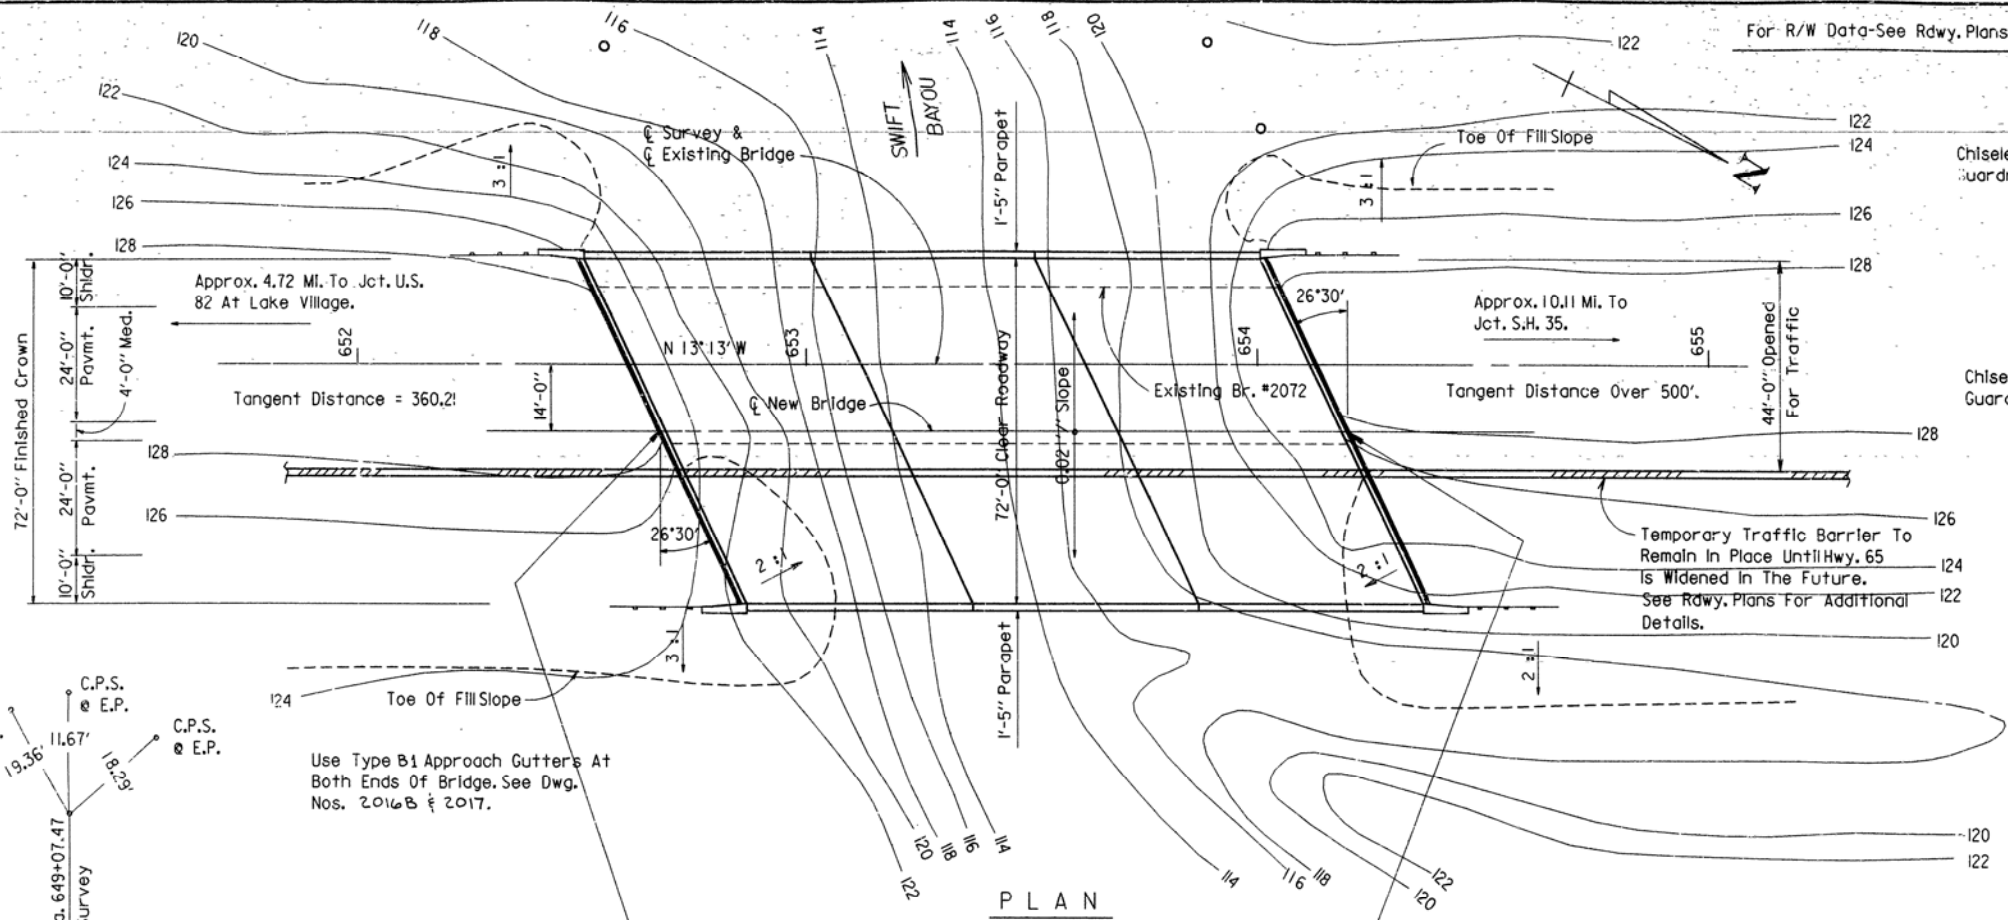 120
118
116
114
114
116
118
120
122
For R/W Data-See Rdwy. Plans
122
124
126
128
SWIFT
BAYOU
℄ Survey &
℄ Existing Bridge
3:1
1'-5" Parapet
Toe Of Fill Slope
3:1
N
122
124
126
128
72'-0" Finished Crown
10'-0"
Shldr.
24'-0"
Pavmt.
4'-0" Med.
24'-0"
Pavmt.
10'-0"
Shldr.
Approx. 4.72 Mi. To Jct. U.S.
82 At Lake Village.
652
N 13°13' W
653
654
655
26°30'
Approx. 10.11 Mi. To
Jct. S.H. 35.
44'-0" Opened
For Traffic
Tangent Distance = 360.2'
14'-0"
℄ New Bridge
72'-0" Clear Roadway
0.02'/' Slope
Existing Br. #2072
Tangent Distance Over 500'.
128
126
26°30'
2:1
2:1
128
126
124
122
120
Temporary Traffic Barrier To
Remain In Place Until Hwy. 65
Is Widened In The Future.
See Rdwy. Plans For Additional
Details.
3:1
2:1
1'-5" Parapet
124
Toe Of Fill Slope
C.P.S.
@ E.P.
C.P.S.
@ E.P.
19.36'
11.67'
18.29'
649+07.47
Use Type B1 Approach Gutters At
Both Ends Of Bridge. See Dwg.
Nos. 2016B & 2017.
122
120
118
116
114
114
116
118
120
122
120
122
PLAN